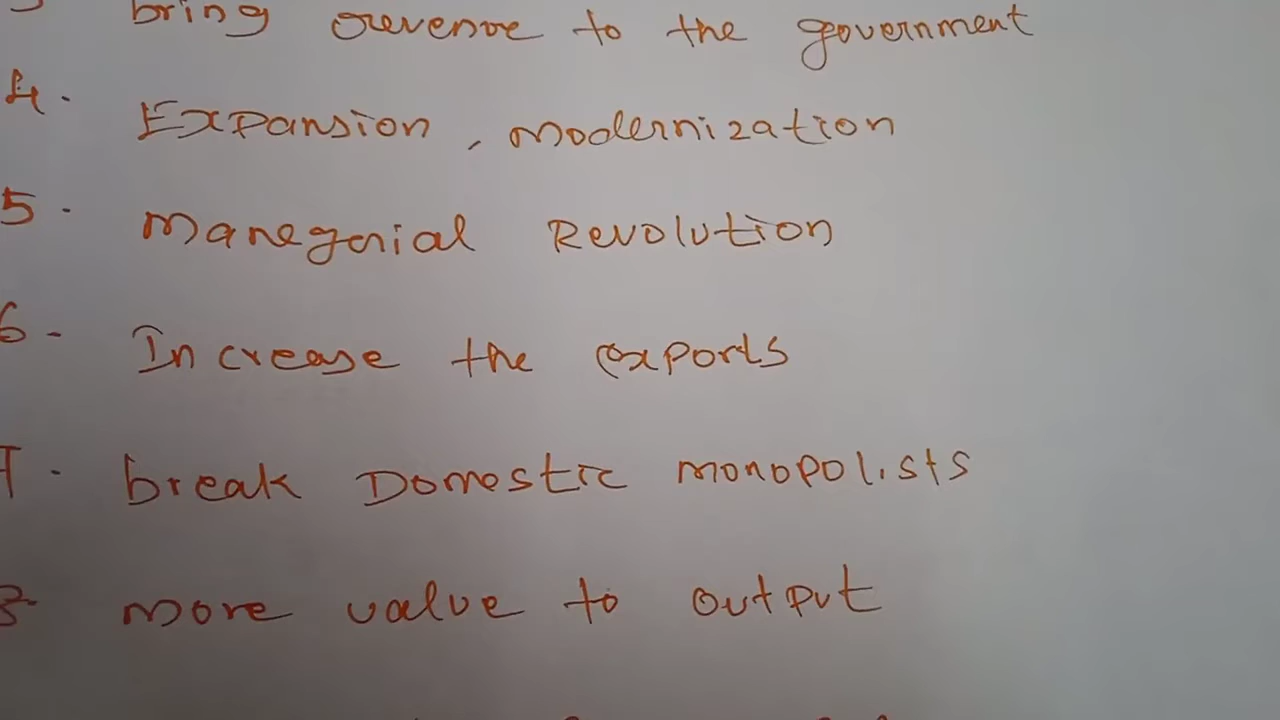 bring revenue to the government
4. Expansion, modernization
5. Manegerial Revolution
6- Increase the exports
7. break Domestic monopolists
8- more value to output